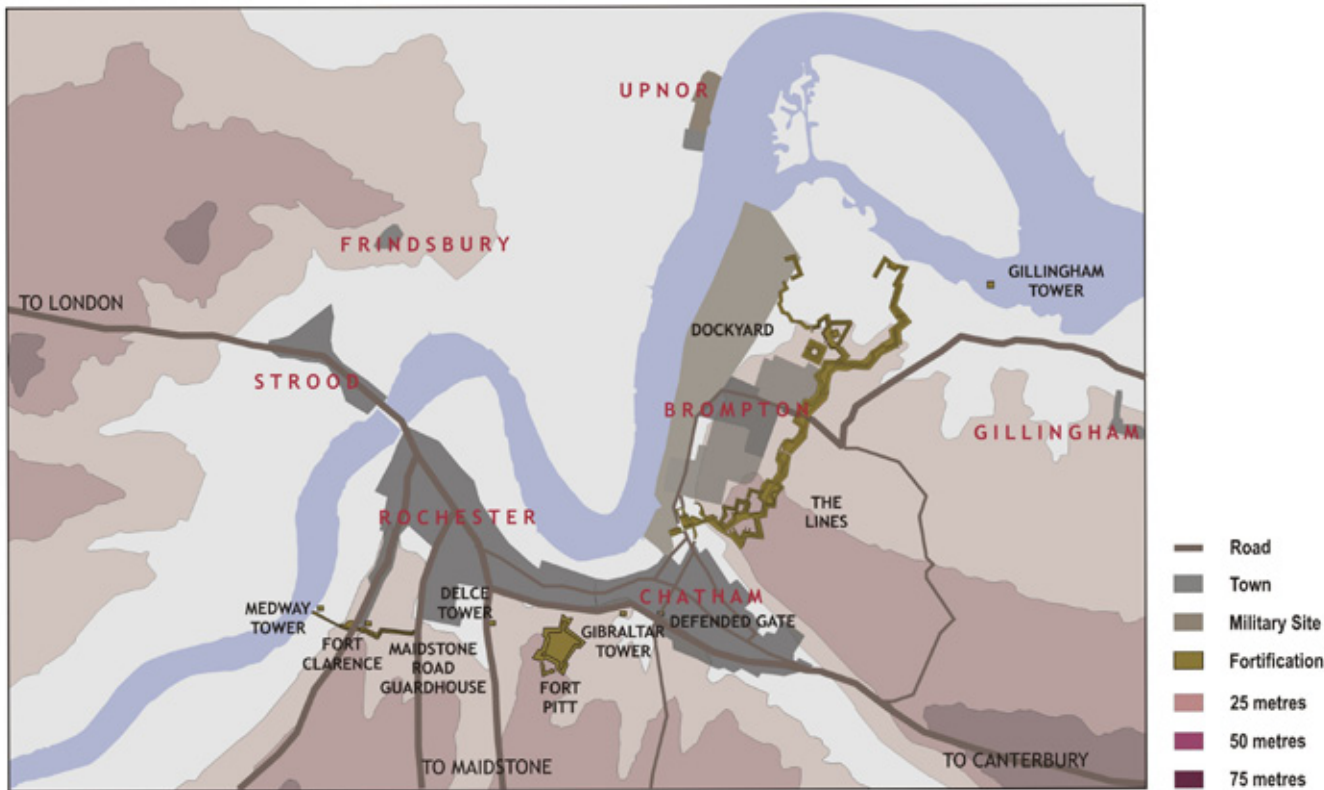 UPNOR
FRINDSBURY
GILLINGHAM
TOWER
TO LONDON
DOCKYARD
STROOD
BROMPTON
GILLINGHAM
THE
LINES
ROCHESTER
DELCE
TOWER
CHATHAM
MEDWAY
TOWER
DEFENDED GATE
GIBRALTAR
TOWER
FORT
CLARENCE
MAIDSTONE
ROAD
GUARDHOUSE
FORT
PITT
TO MAIDSTONE
TO CANTERBURY
Road
Town
Military Site
Fortification
25 metres
50 metres
75 metres